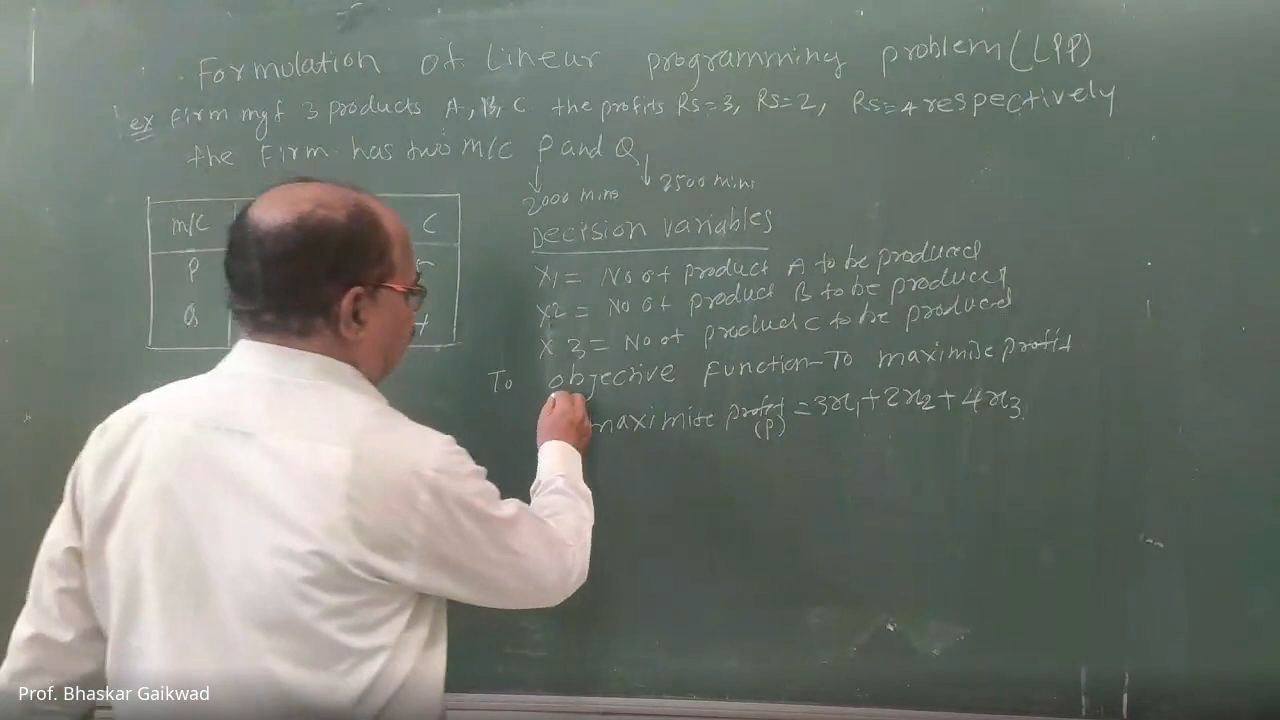 Formulation of Linear programming problem (LPP)
ex Firm mgf 3 products A, B, C the profits Rs=3, Rs=2, Rs=4 respectively
the Firm has two M/C P and Q
2000 mins 2500 mins
M/C C
P
Q
Decision variables
X1 = No of product A to be produced
X2 = No of product B to be produced
X3 = No of product C to be produced
To objective Function-To maximise profit
maximise profit = 3x1 + 2x2 + 4x3
(P)
Prof. Bhaskar Gaikwad